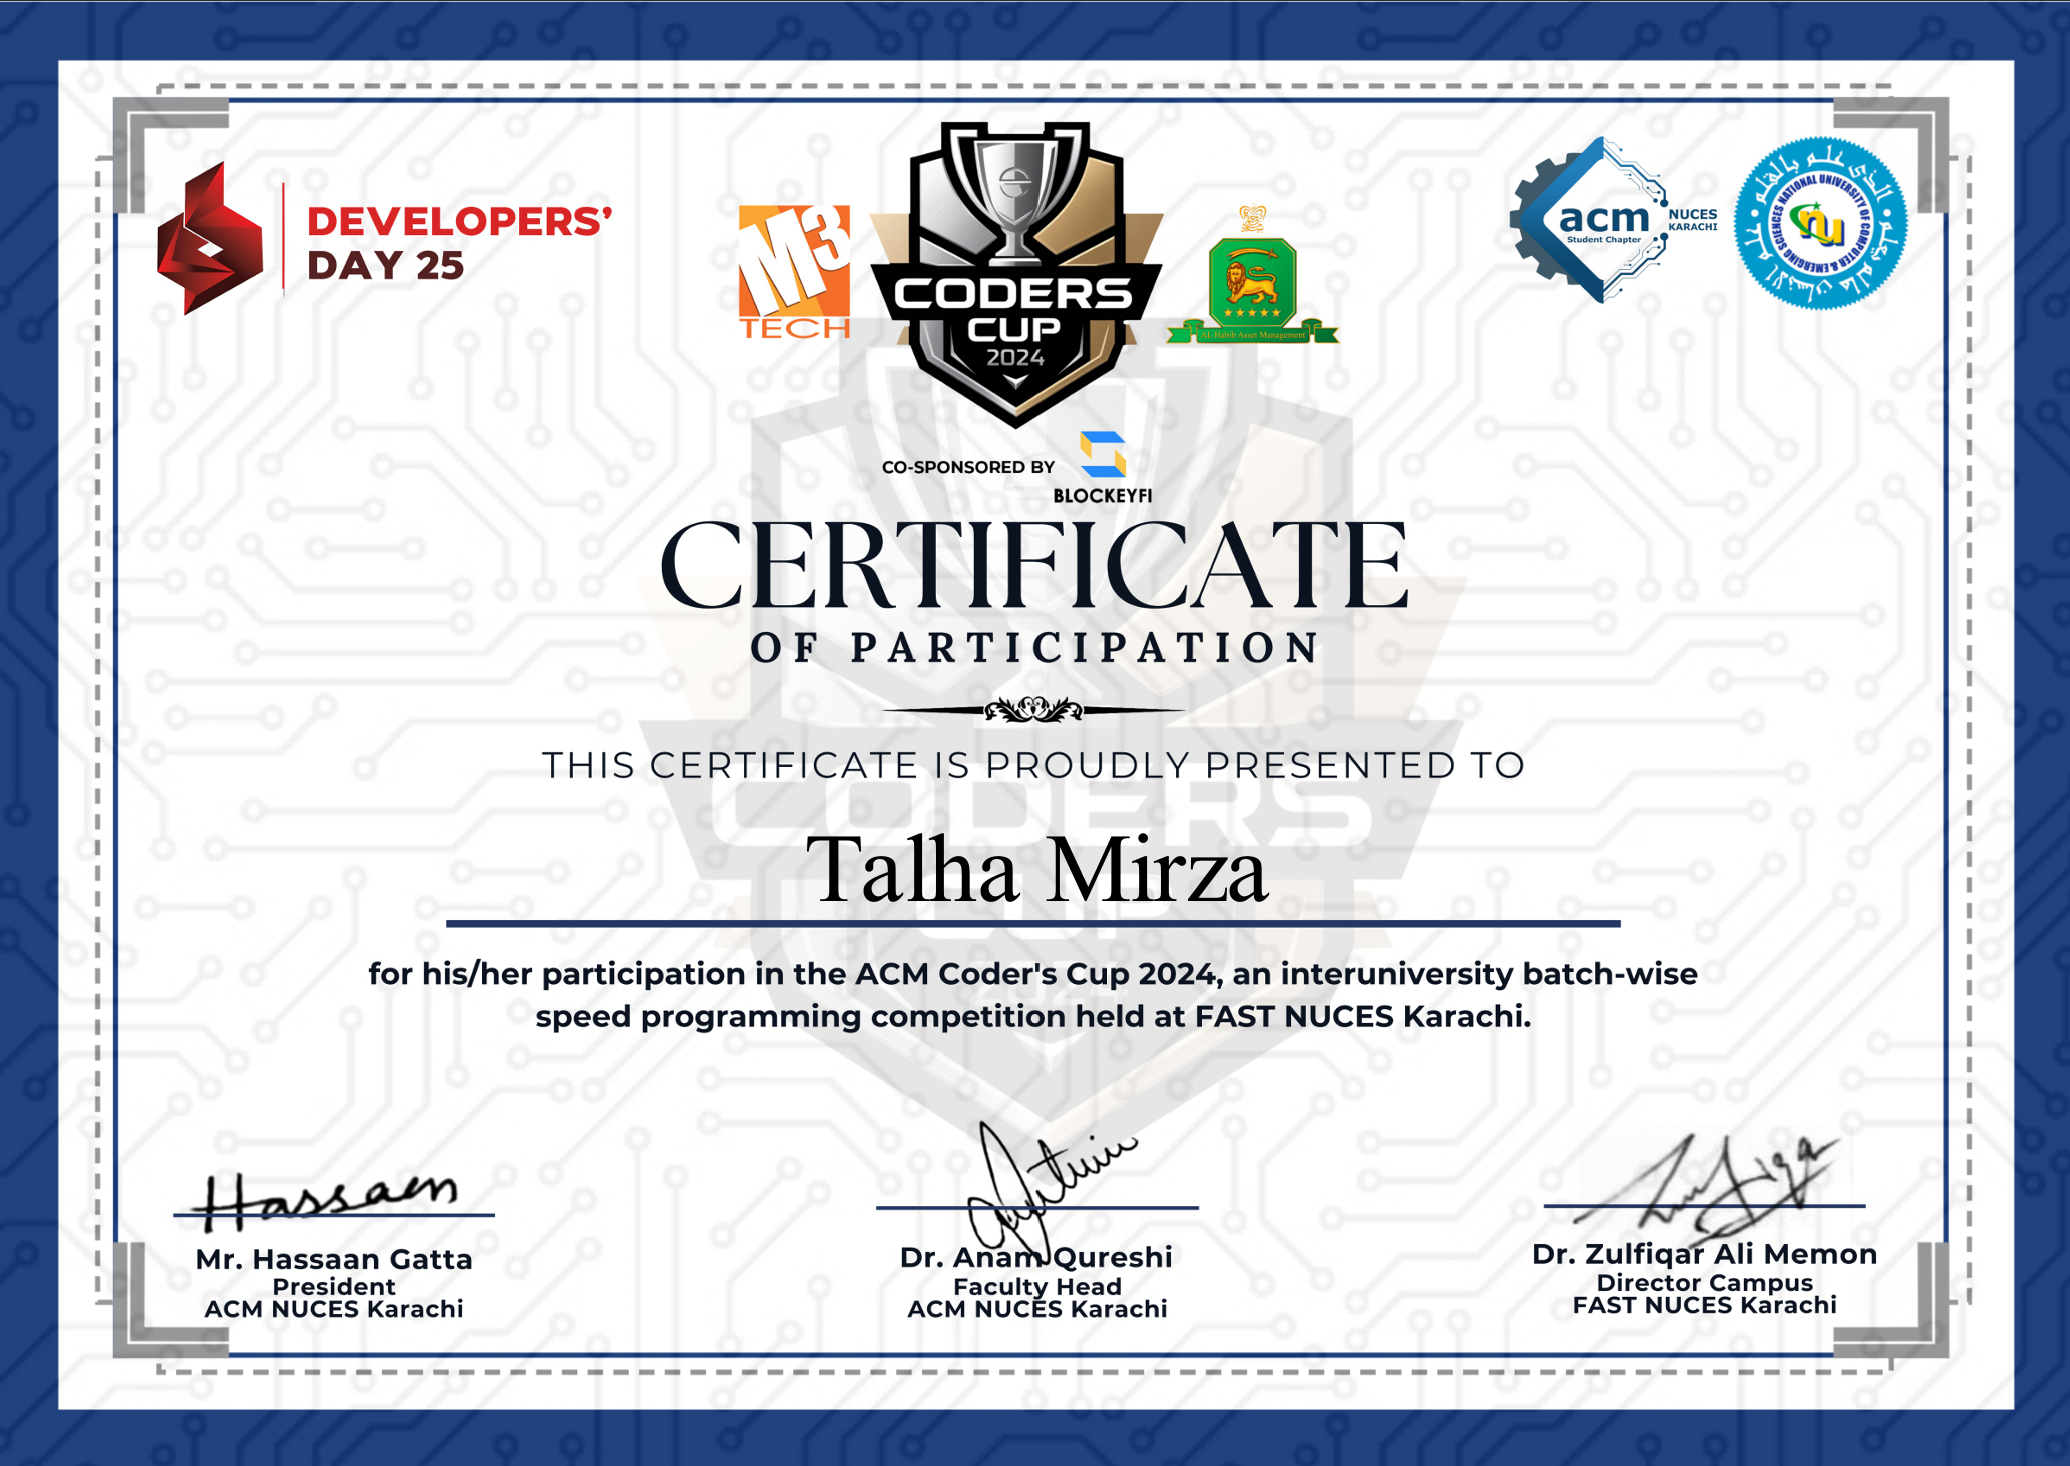 DEVELOPERS'
DAY 25
M3
TECH
CODERS
CUP
2024
AL Habib Asset Management
acm
Student Chapter
NUCES
KARACHI
NATIONAL UNIVERSITY OF COMPUTER & EMERGING SCIENCES
nu
CO-SPONSORED BY
BLOCKEYFI
CERTIFICATE
OF PARTICIPATION
THIS CERTIFICATE IS PROUDLY PRESENTED TO
Talha Mirza
for his/her participation in the ACM Coder's Cup 2024, an interuniversity batch-wise
speed programming competition held at FAST NUCES Karachi.
Hassaan
Mr. Hassaan Gatta
President
ACM NUCES Karachi
Dr. Anam Qureshi
Faculty Head
ACM NUCES Karachi
Dr. Zulfiqar Ali Memon
Director Campus
FAST NUCES Karachi